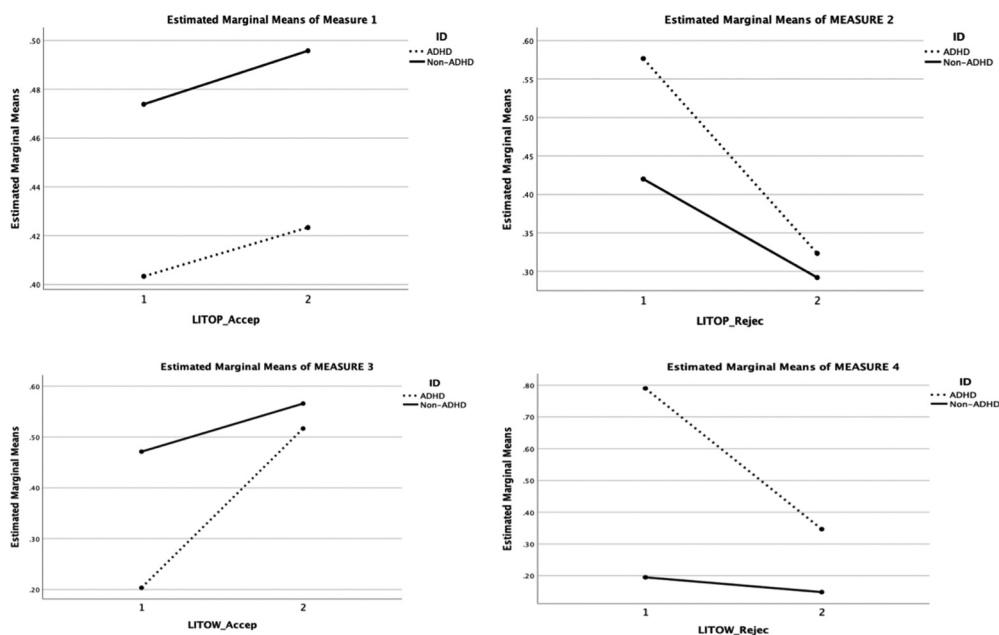 Estimated Marginal Means of Measure 1
ID
ADHD
Non-ADHD
Estimated Marginal Means
.50
.48
.46
.44
.42
.40
1 2
LITOP_Accep
Estimated Marginal Means of MEASURE 2
ID
ADHD
Non-ADHD
Estimated Marginal Means
.60
.55
.50
.45
.40
.35
.30
1 2
LITOP_Rejec
Estimated Marginal Means of MEASURE 3
ID
ADHD
Non-ADHD
Estimated Marginal Means
.60
.50
.40
.30
.20
1 2
LITOW_Accep
Estimated Marginal Means of MEASURE 4
ID
ADHD
Non-ADHD
Estimated Marginal Means
.80
.70
.60
.50
.40
.30
.20
1 2
LITOW_Rejec